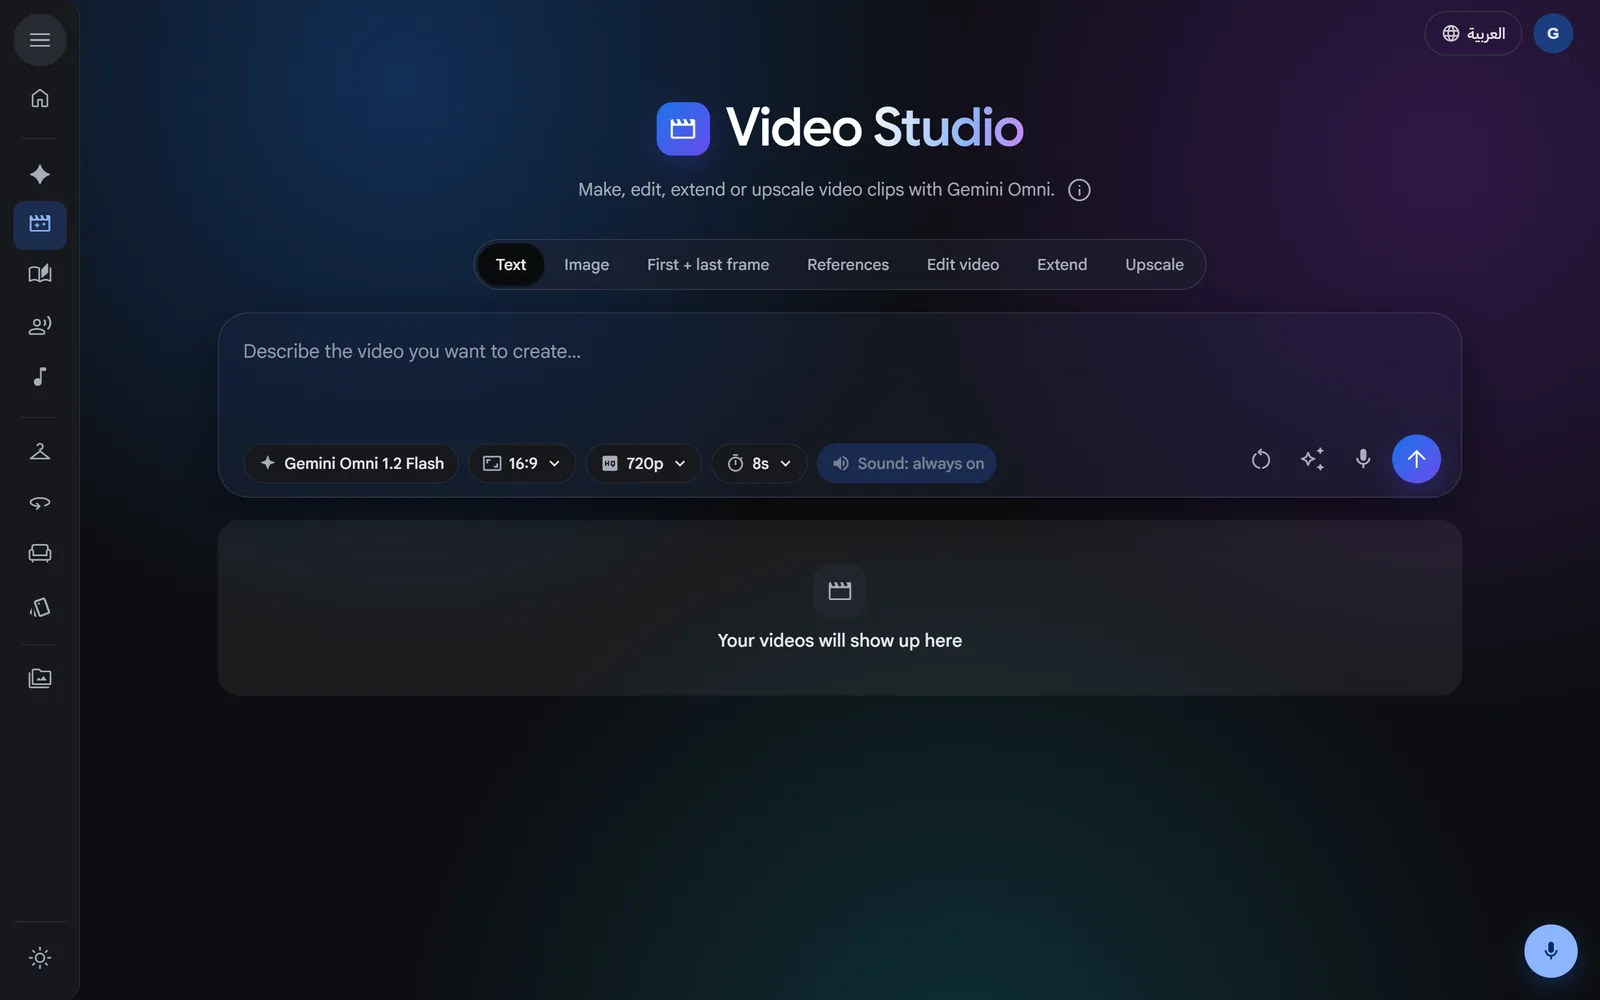 العربية
G
Video Studio
Make, edit, extend or upscale video clips with Gemini Omni.
Text
Image
First + last frame
References
Edit video
Extend
Upscale
Describe the video you want to create...
Gemini Omni 1.2 Flash
16:9
HQ
720p
8s
Sound: always on
Your videos will show up here